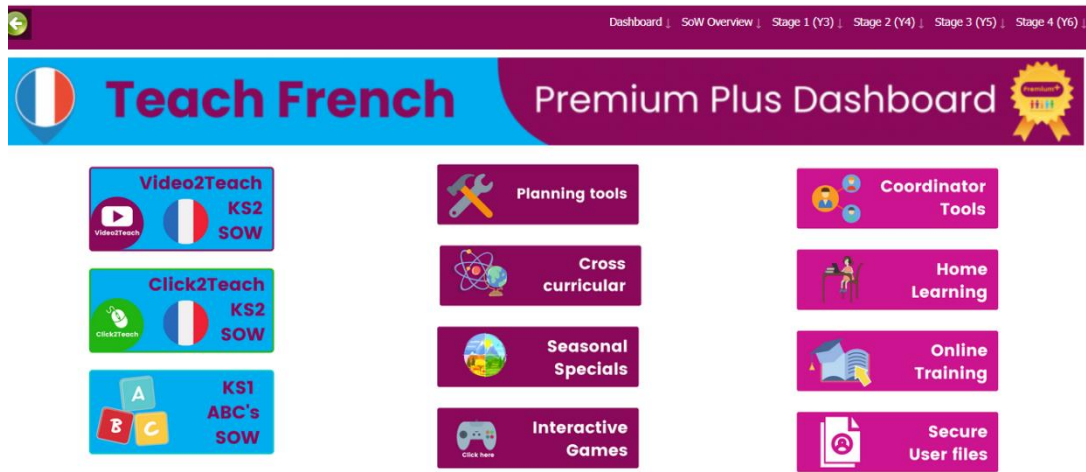 Dashboard ↓ SoW Overview ↓ Stage 1 (Y3) ↓ Stage 2 (Y4) ↓ Stage 3 (Y5) ↓ Stage 4 (Y6) ↓
Teach French
Premium Plus Dashboard
Premium+
Video2Teach
KS2
SOW
Video2Teach
Click2Teach
KS2
SOW
Click2Teach
A
B
C
KS1
ABC's
SOW
Planning tools
Cross
curricular
Seasonal
Specials
Interactive
Games
Click here
Coordinator
Tools
Home
Learning
Online
Training
Secure
User files